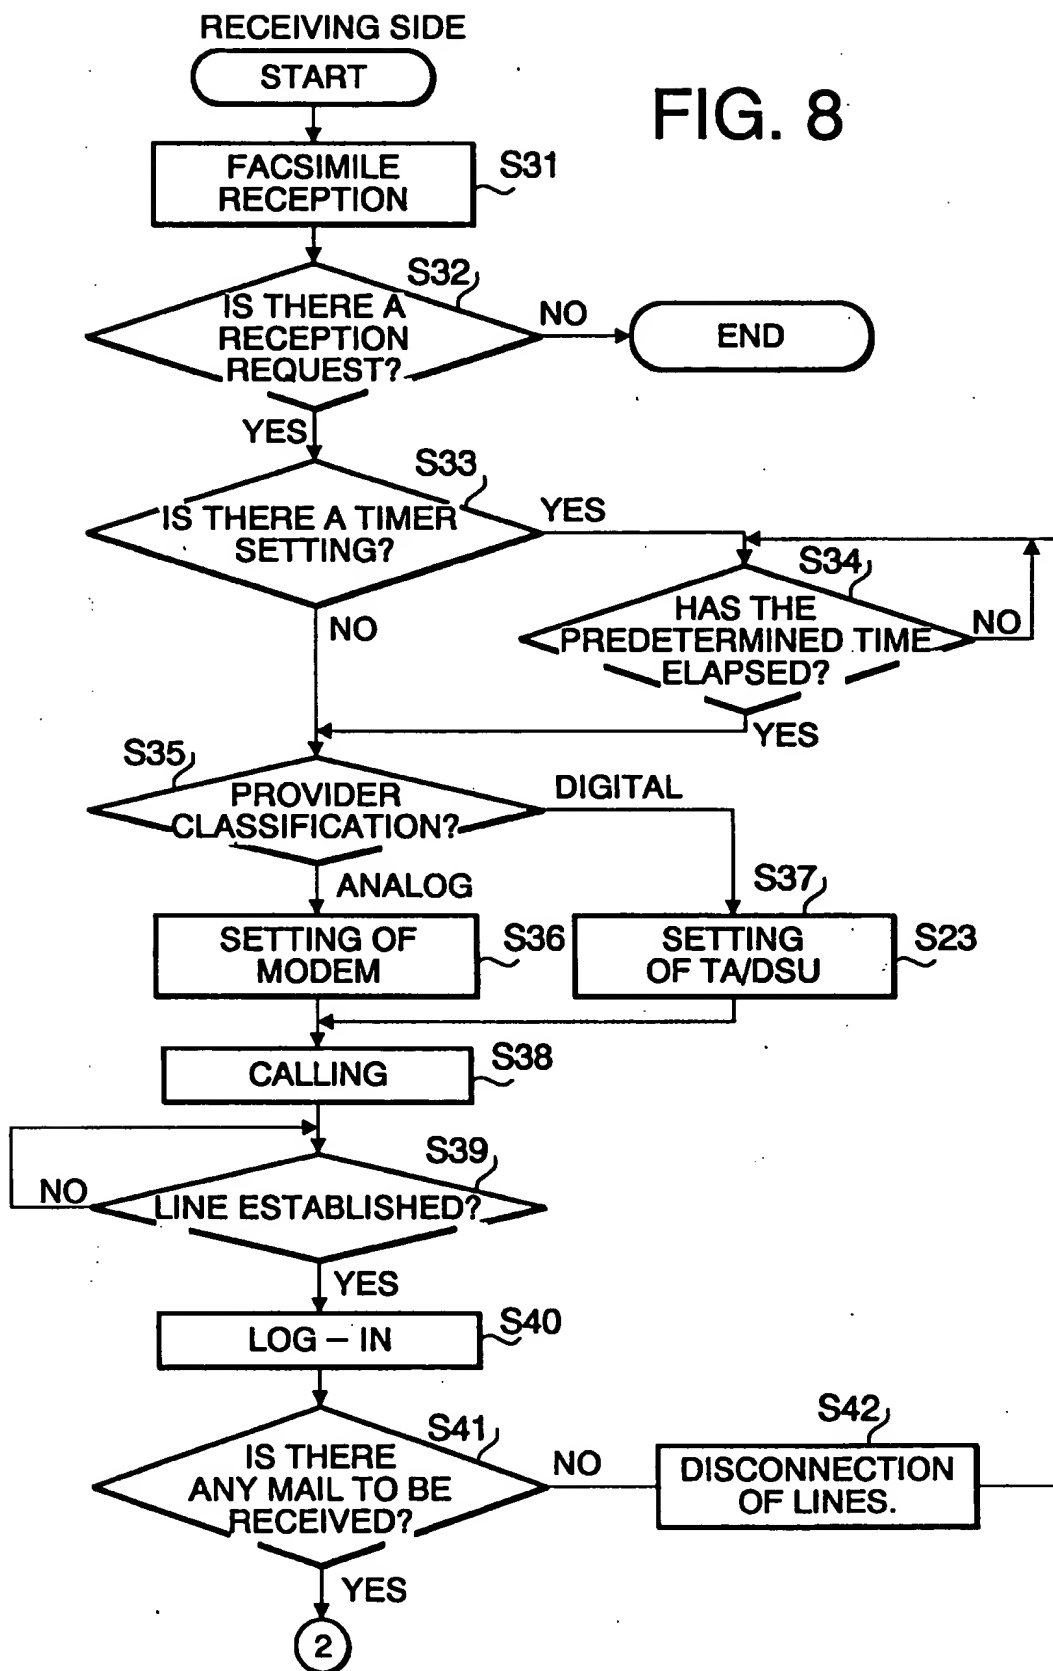 RECEIVING SIDE
START
FIG. 8
FACSIMILE
RECEPTION
S31
S32
IS THERE A
RECEPTION
REQUEST?
NO
END
YES
S33
IS THERE A TIMER
SETTING?
YES
NO
S34
HAS THE
PREDETERMINED TIME
ELAPSED?
NO
YES
S35
PROVIDER
CLASSIFICATION?
DIGITAL
ANALOG
S37
SETTING OF
MODEM
S36
SETTING
OF TA/DSU
S23
CALLING
S38
S39
LINE ESTABLISHED?
NO
YES
LOG – IN
S40
S41
IS THERE
ANY MAIL TO BE
RECEIVED?
NO
S42
DISCONNECTION
OF LINES.
YES
2